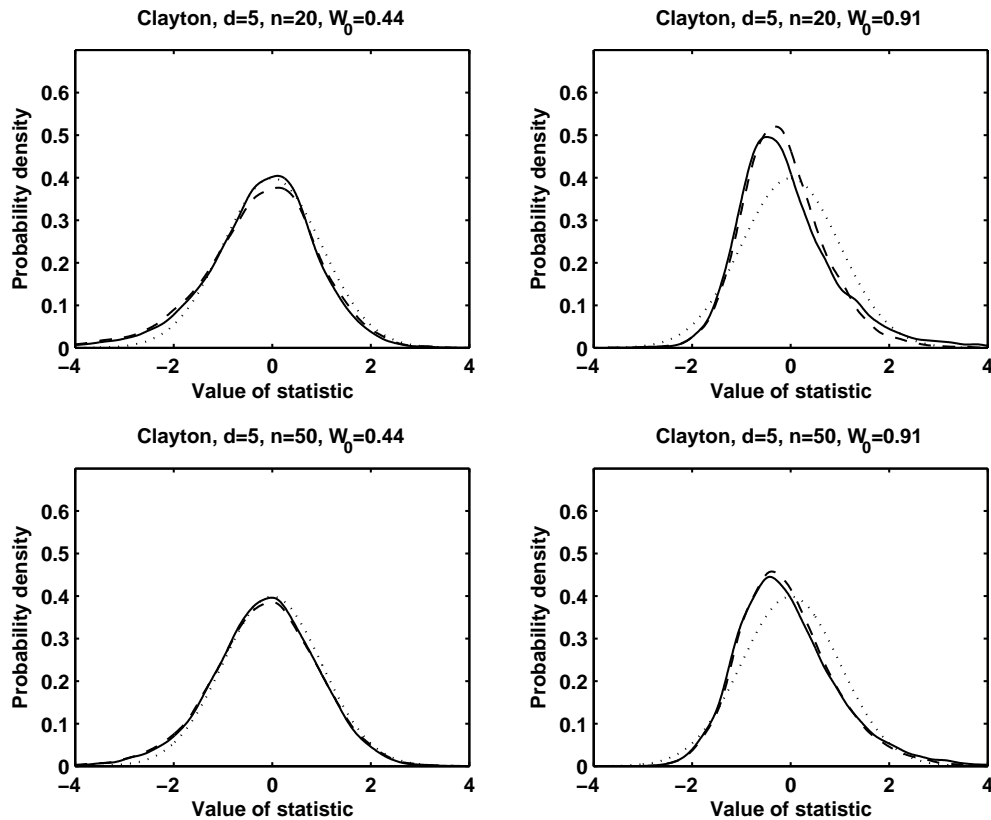 Clayton, d=5, n=20, W_0=0.44
0.6
0.5
0.4
0.3
0.2
0.1
0
Probability density
−4 −2 0 2 4
Value of statistic
Clayton, d=5, n=20, W_0=0.91
0.6
0.5
0.4
0.3
0.2
0.1
0
Probability density
−4 −2 0 2 4
Value of statistic
Clayton, d=5, n=50, W_0=0.44
0.6
0.5
0.4
0.3
0.2
0.1
0
Probability density
−4 −2 0 2 4
Value of statistic
Clayton, d=5, n=50, W_0=0.91
0.6
0.5
0.4
0.3
0.2
0.1
0
Probability density
−4 −2 0 2 4
Value of statistic